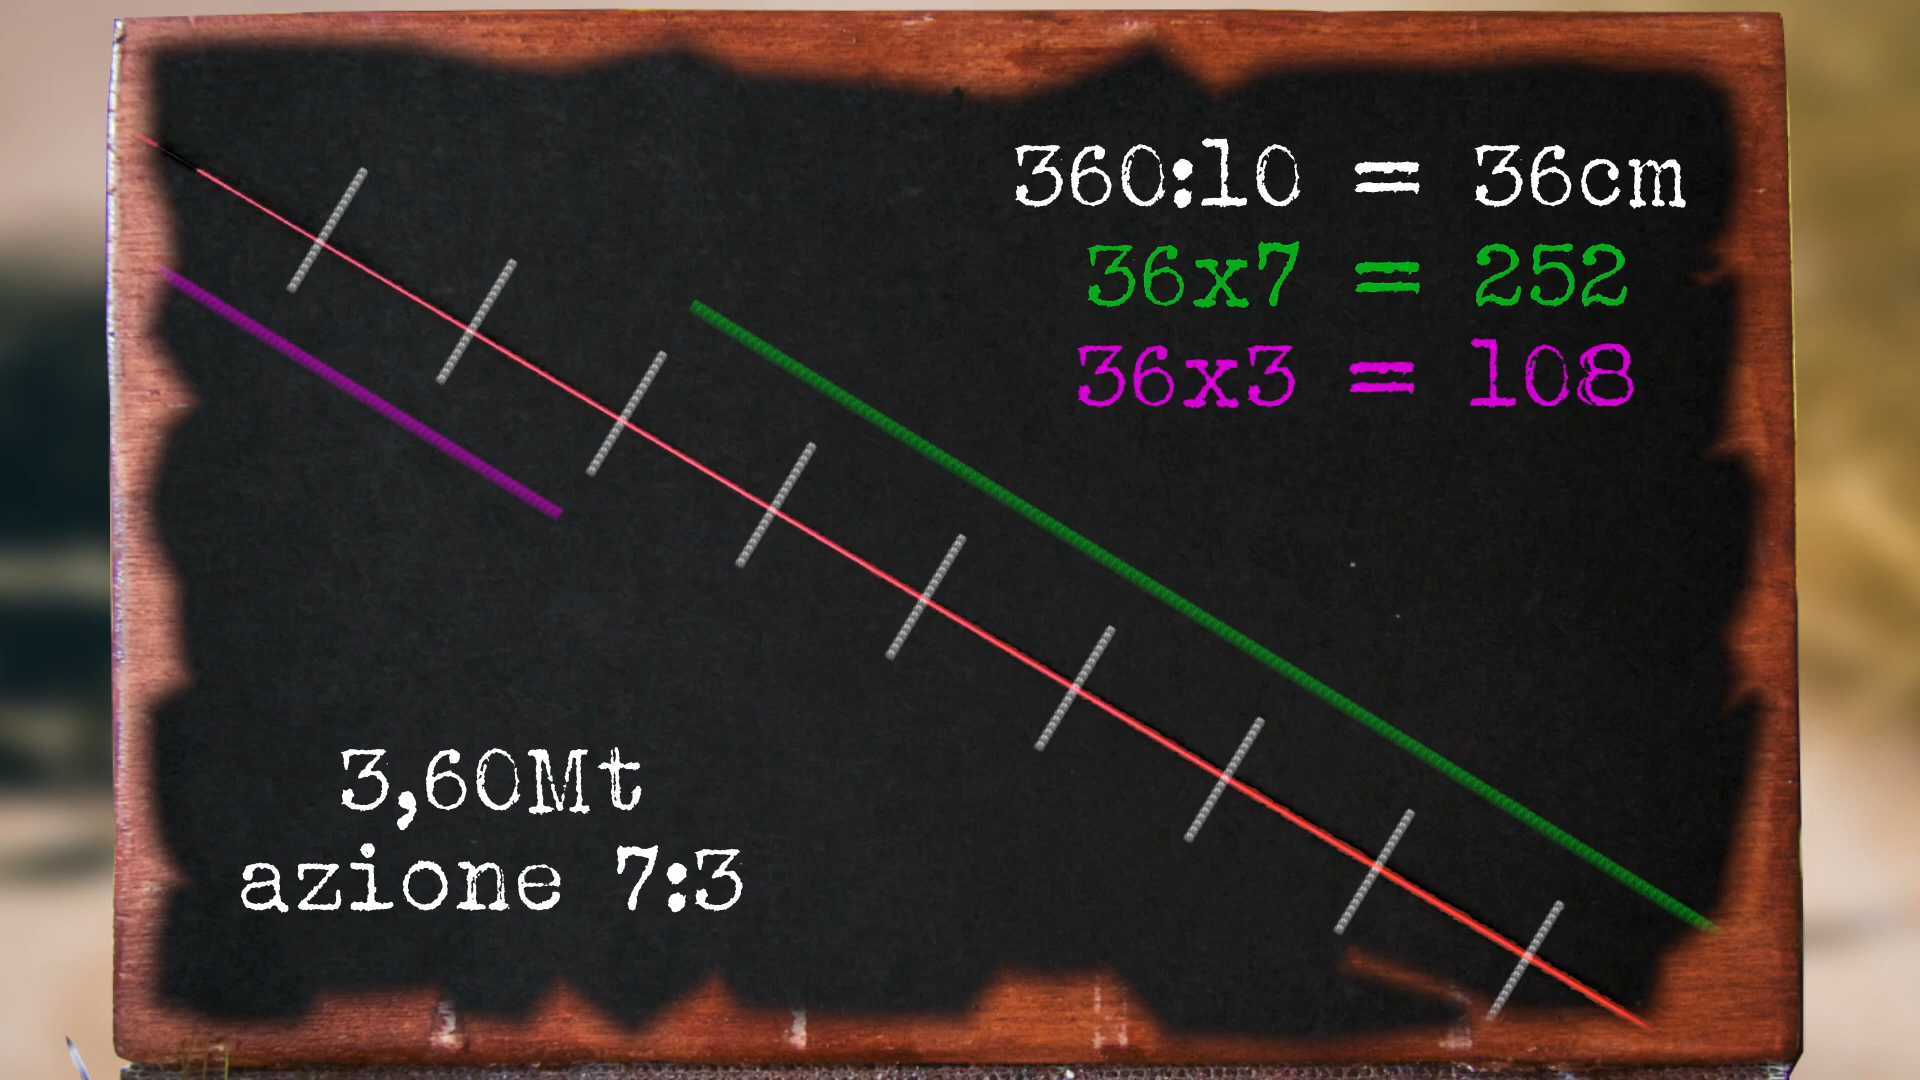 360:10 = 36cm
36x7 = 252
36x3 = 108
3,60Mt
azione 7:3